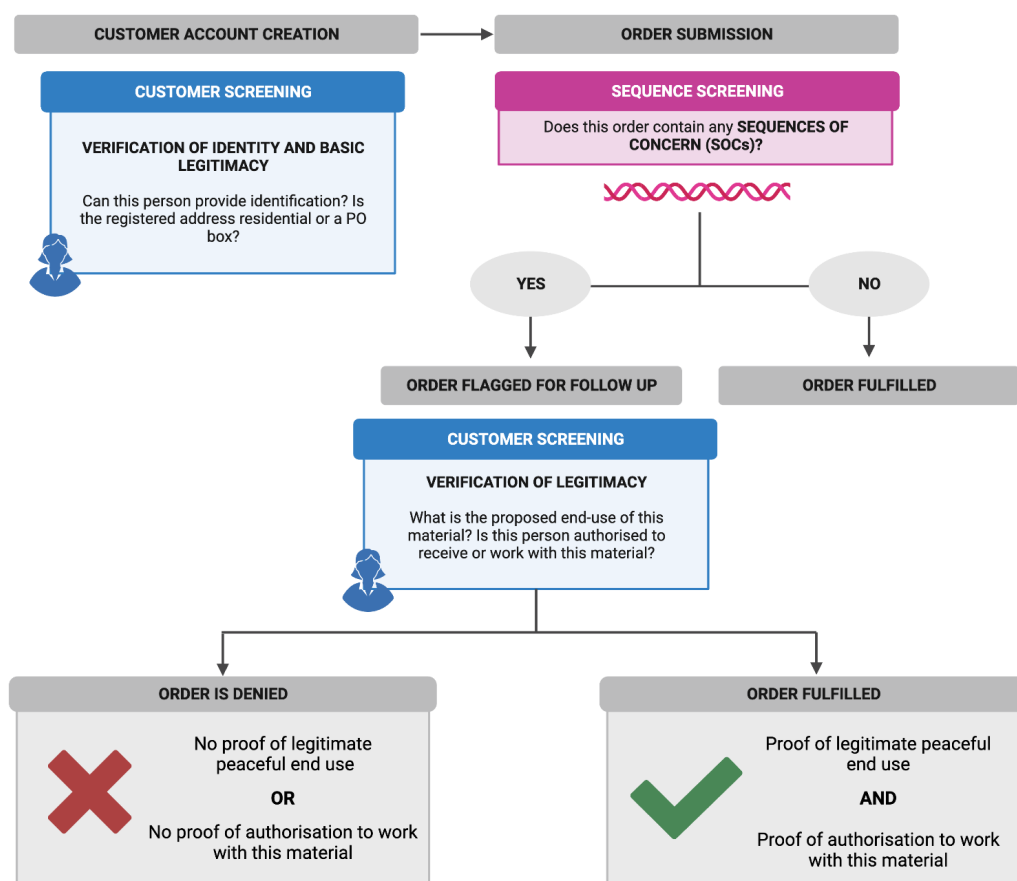 CUSTOMER ACCOUNT CREATION
ORDER SUBMISSION
CUSTOMER SCREENING
VERIFICATION OF IDENTITY AND BASIC
LEGITIMACY
Can this person provide identification? Is
the registered address residential or a PO
box?
SEQUENCE SCREENING
Does this order contain any SEQUENCES OF
CONCERN (SOCs)?
YES
NO
ORDER FLAGGED FOR FOLLOW UP
ORDER FULFILLED
CUSTOMER SCREENING
VERIFICATION OF LEGITIMACY
What is the proposed end-use of this
material? Is this person authorised to
receive or work with this material?
ORDER IS DENIED
No proof of legitimate
peaceful end use
OR
No proof of authorisation to work
with this material
ORDER FULFILLED
Proof of legitimate peaceful
end use
AND
Proof of authorisation to work
with this material